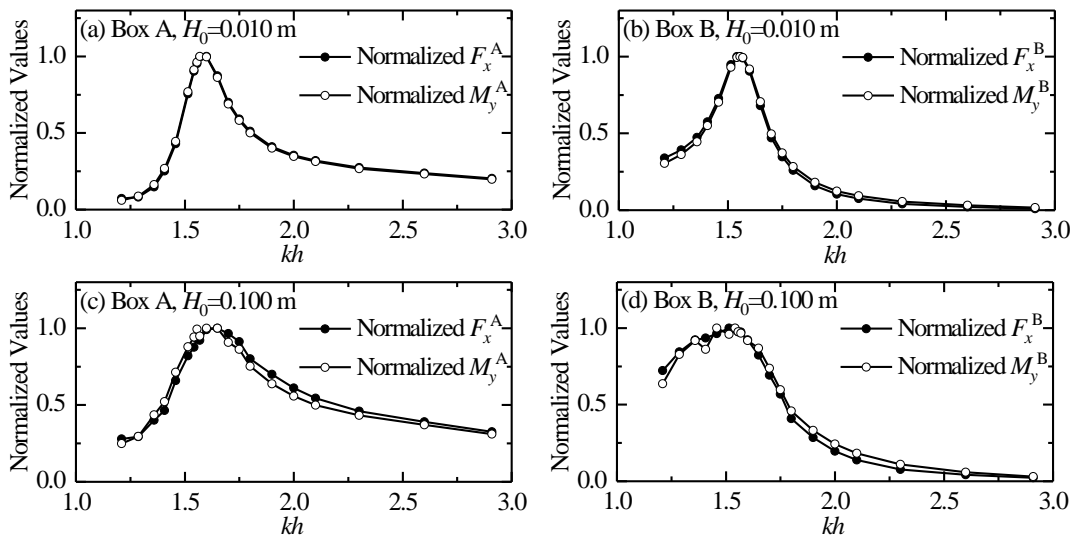 (a) Box A, H₀=0.010 m
Normalized Fₓᴬ
Normalized M_yᴬ
Normalized Values
1.0
0.5
0.0
1.0 1.5 2.0 2.5 3.0
kh
(b) Box B, H₀=0.010 m
Normalized Fₓᴮ
Normalized M_yᴮ
Normalized Values
1.0
0.5
0.0
1.0 1.5 2.0 2.5 3.0
kh
(c) Box A, H₀=0.100 m
Normalized Fₓᴬ
Normalized M_yᴬ
Normalized Values
1.0
0.5
0.0
1.0 1.5 2.0 2.5 3.0
kh
(d) Box B, H₀=0.100 m
Normalized Fₓᴮ
Normalized M_yᴮ
Normalized Values
1.0
0.5
0.0
1.0 1.5 2.0 2.5 3.0
kh